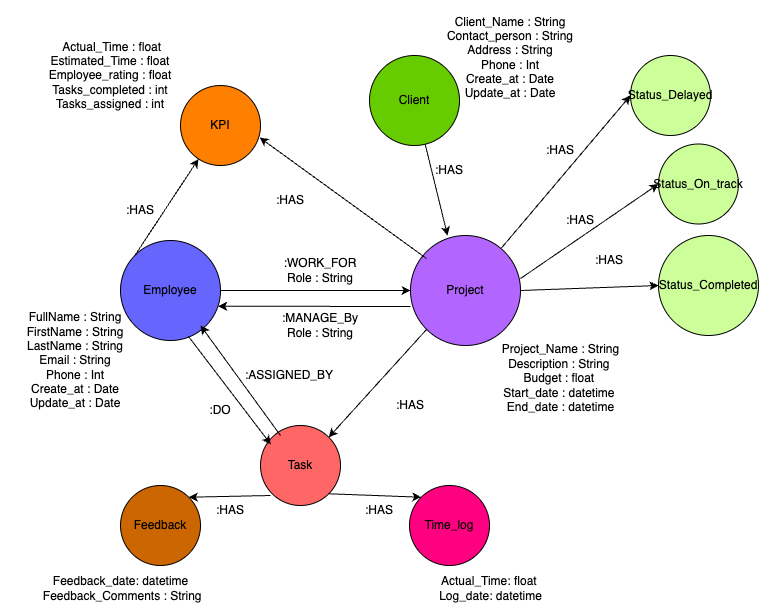 Client_Name : String
Contact_person : String
Address : String
Phone : Int
Create_at : Date
Update_at : Date
Actual_Time : float
Estimated_Time : float
Employee_rating : float
Tasks_completed : int
Tasks_assigned : int
KPI
Client
Status_Delayed
Status_On_track
Status_Completed
:HAS
:HAS
:HAS
:HAS
:HAS
:HAS
Employee
:WORK_FOR
Role : String
:MANAGE_By
Role : String
Project
FullName : String
FirstName : String
LastName : String
Email : String
Phone : Int
Create_at : Date
Update_at : Date
Project_Name : String
Description : String
Budget : float
Start_date : datetime
End_date : datetime
:ASSIGNED_BY
:DO
:HAS
Task
:HAS
:HAS
Feedback
Time_log
Feedback_date: datetime
Feedback_Comments : String
Actual_Time: float
Log_date: datetime